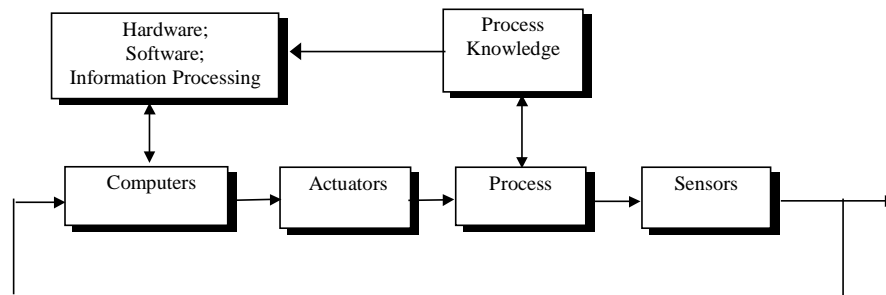 Hardware;
Software;
Information Processing
Process
Knowledge
Computers
Actuators
Process
Sensors